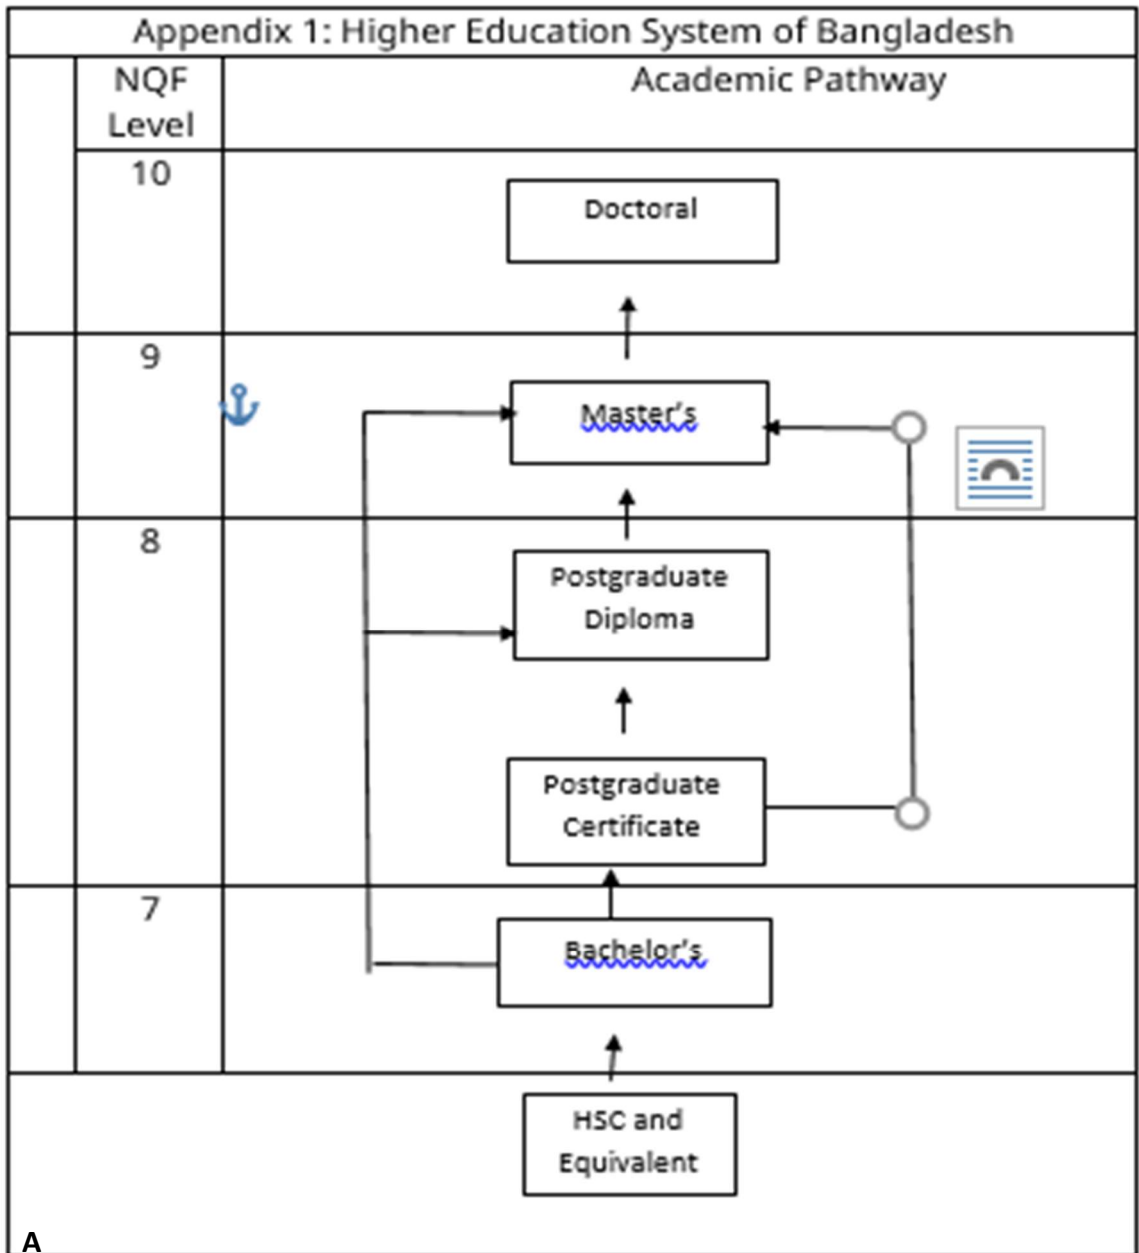 Appendix 1: Higher Education System of Bangladesh
NQF
Level
Academic Pathway
10
Doctoral
9
Master's
8
Postgraduate
Diploma
Postgraduate
Certificate
7
Bachelor's
HSC and
Equivalent
A